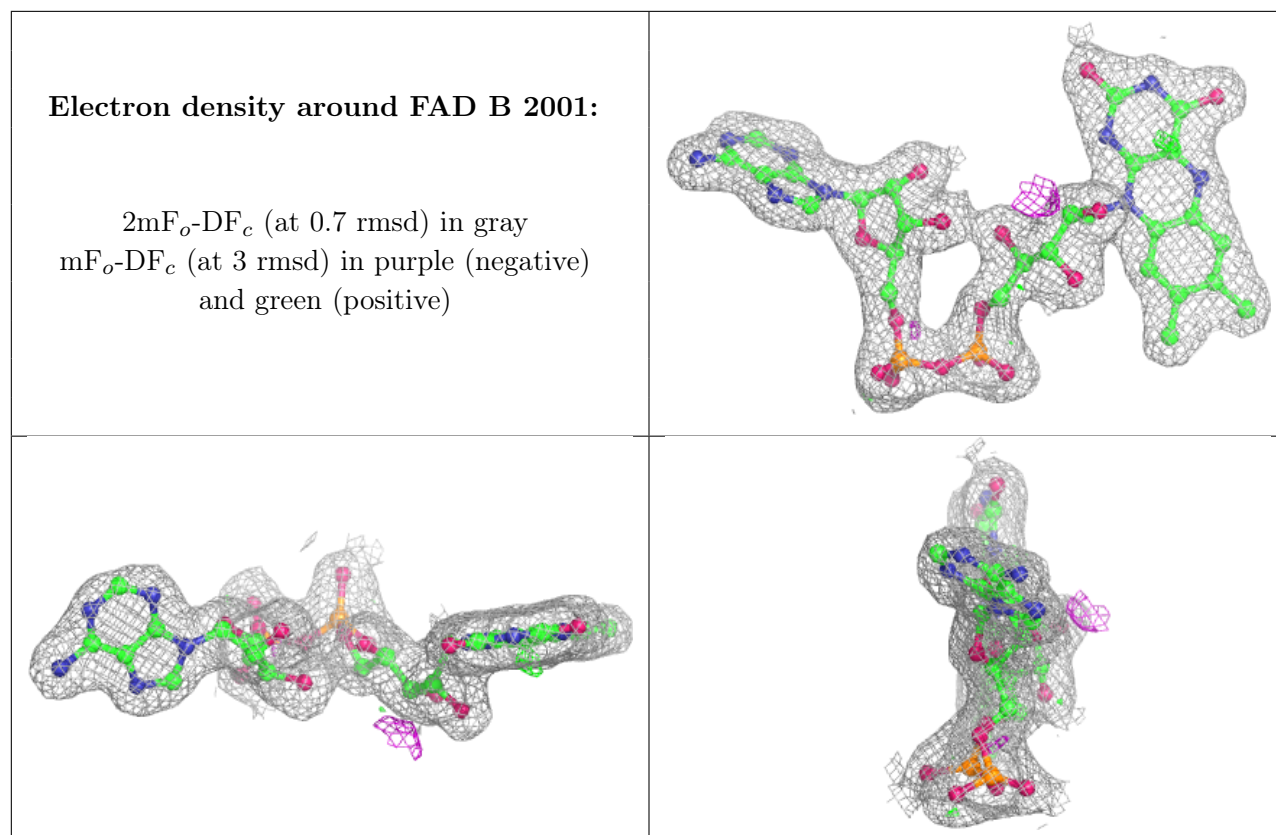 Electron density around FAD B 2001:
2mFo-DFc (at 0.7 rmsd) in gray
mFo-DFc (at 3 rmsd) in purple (negative)
and green (positive)